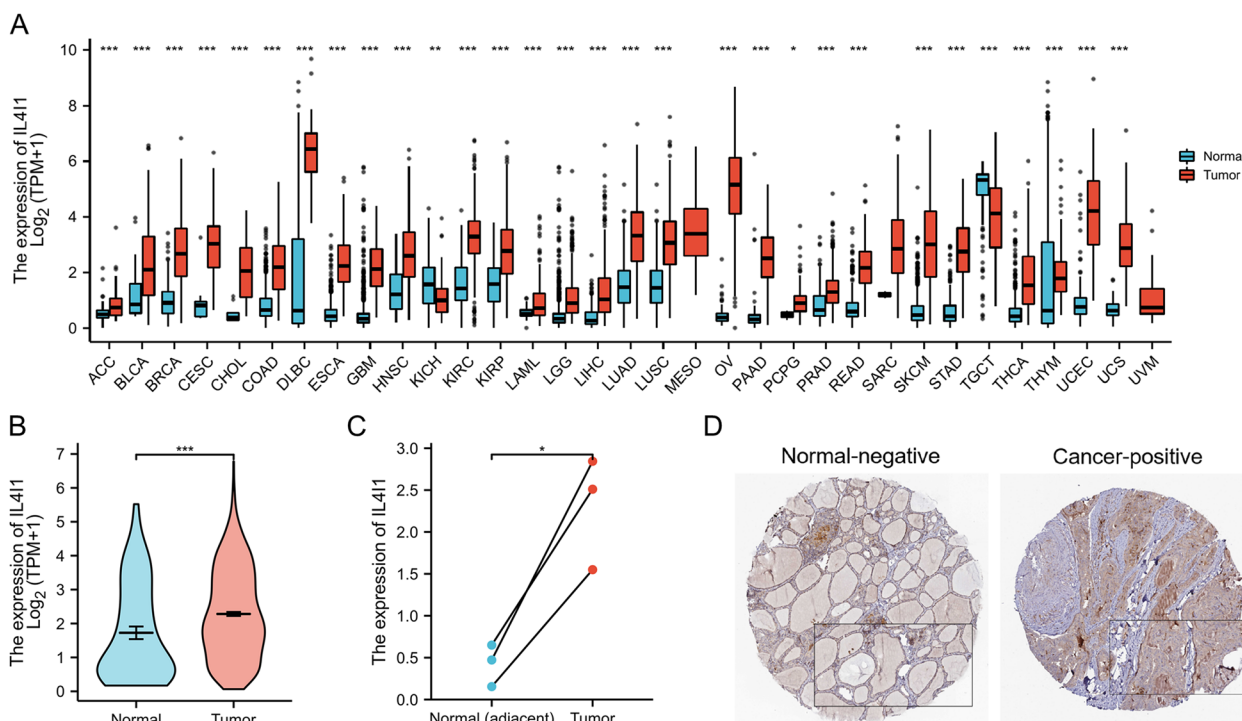 A
The expression of IL4I1
Log2 (TPM+1)
10
8
6
4
2
0
*** *** *** *** *** *** *** *** *** *** ** *** *** *** *** *** *** *** *** *** * *** *** *** *** *** *** *** *** ***
Normal
Tumor
ACC BLCA BRCA CESC CHOL COAD DLBC ESCA GBM HNSC KICH KIRC KIRP LAML LGG LIHC LUAD LUSC MESO OV PAAD PCPG PRAD READ SARC SKCM STAD TGCT THCA THYM UCEC UCS UVM
B
The expression of IL4I1
Log2 (TPM+1)
7
6
5
4
3
2
1
0
***
Normal Tumor
C
The expression of IL4I1
3.0
2.5
2.0
1.5
1.0
0.5
0.0
*
Normal (adjacent) Tumor
D
Normal-negative Cancer-positive